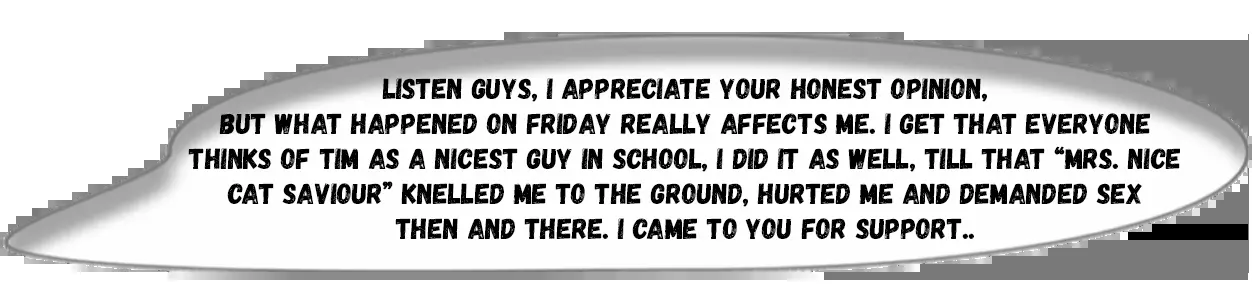 LISTEN GUYS, I APPRECIATE YOUR HONEST OPINION,
BUT WHAT HAPPENED ON FRIDAY REALLY AFFECTS ME. I GET THAT EVERYONE
THINKS OF TIM AS A NICEST GUY IN SCHOOL, I DID IT AS WELL, TILL THAT “MRS. NICE
CAT SAVIOUR” KNELLED ME TO THE GROUND, HURTED ME AND DEMANDED SEX
THEN AND THERE. I CAME TO YOU FOR SUPPORT..